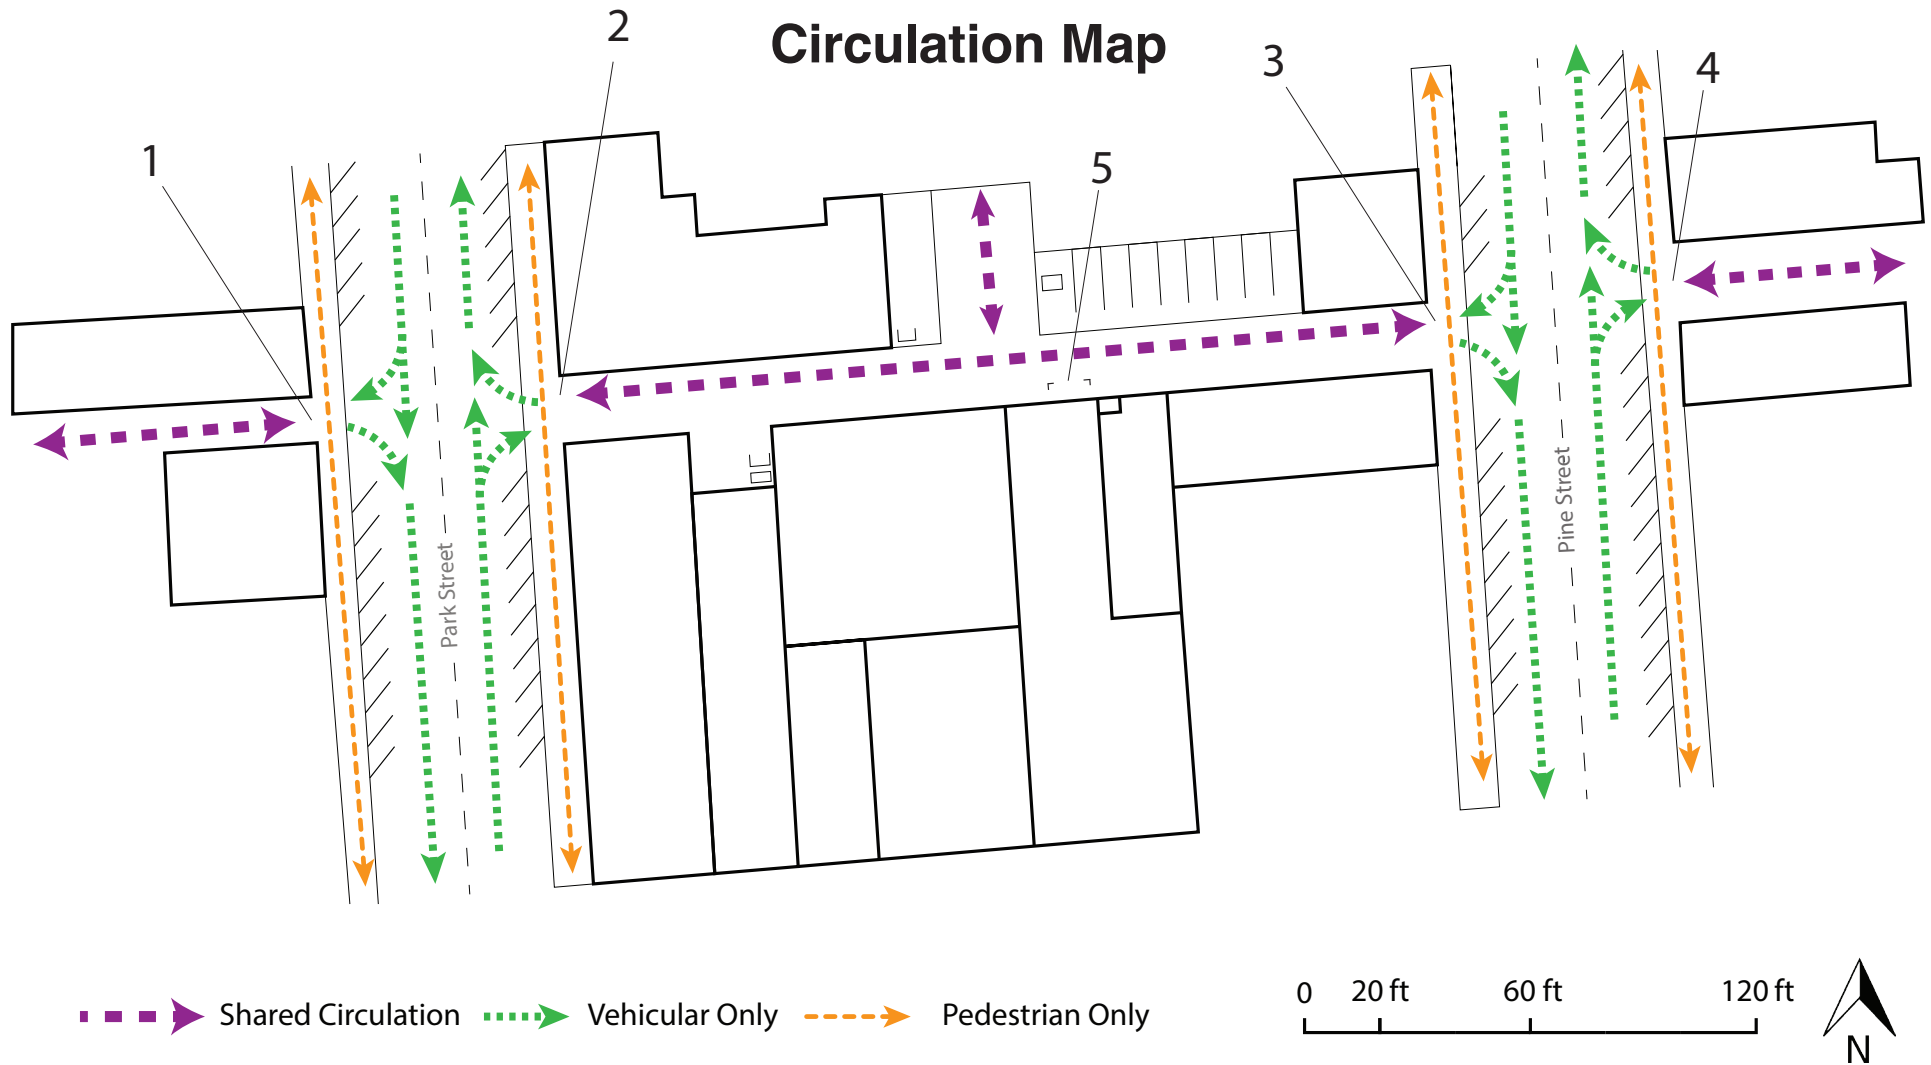 Circulation Map
1
2
3
4
5
Park Street
Pine Street
Shared Circulation
Vehicular Only
Pedestrian Only
0 20 ft 60 ft 120 ft
N